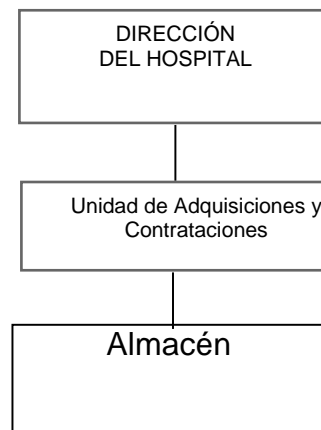 DIRECCIÓN
DEL HOSPITAL
Unidad de Adquisiciones y
Contrataciones
Almacén